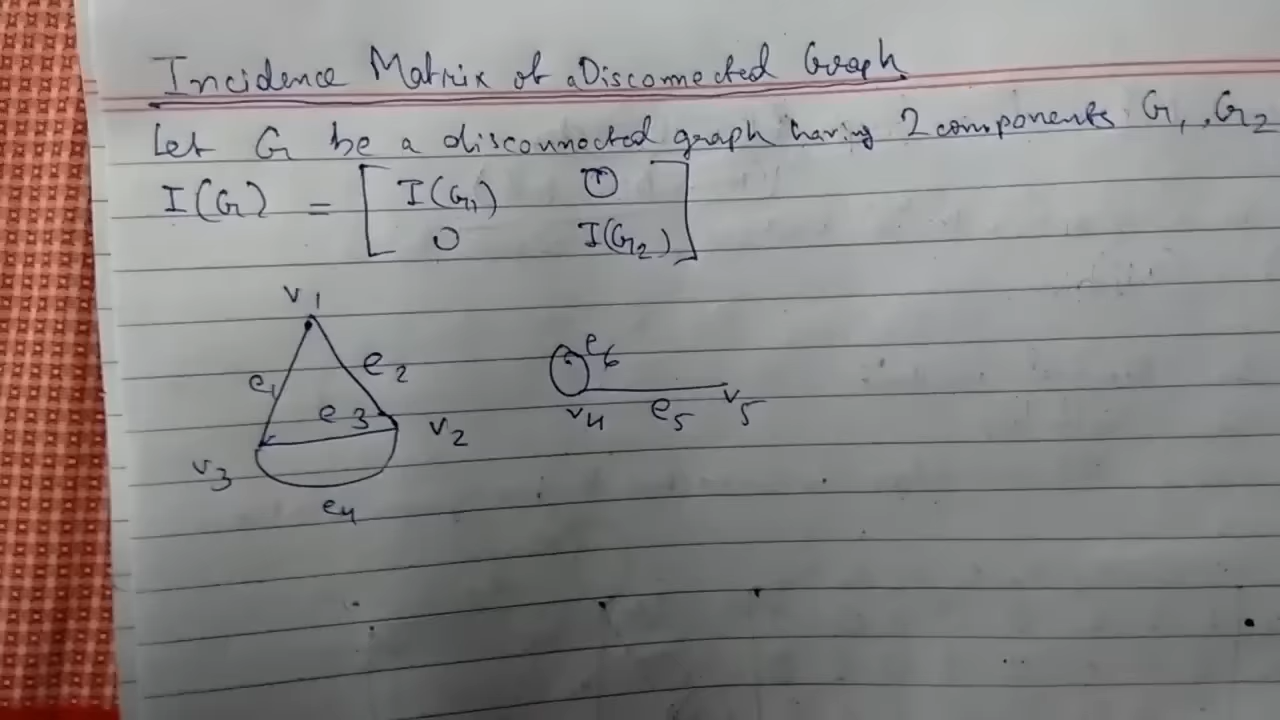 Incidence Matrix of a Disconnected Graph
Let G be a disconnected graph having 2 components G1, G2
I(G) = [ I(G1) 0
0 I(G2) ]
v1
e1 e2
e3
v2
v3
e4
e6
v4 e5 v5